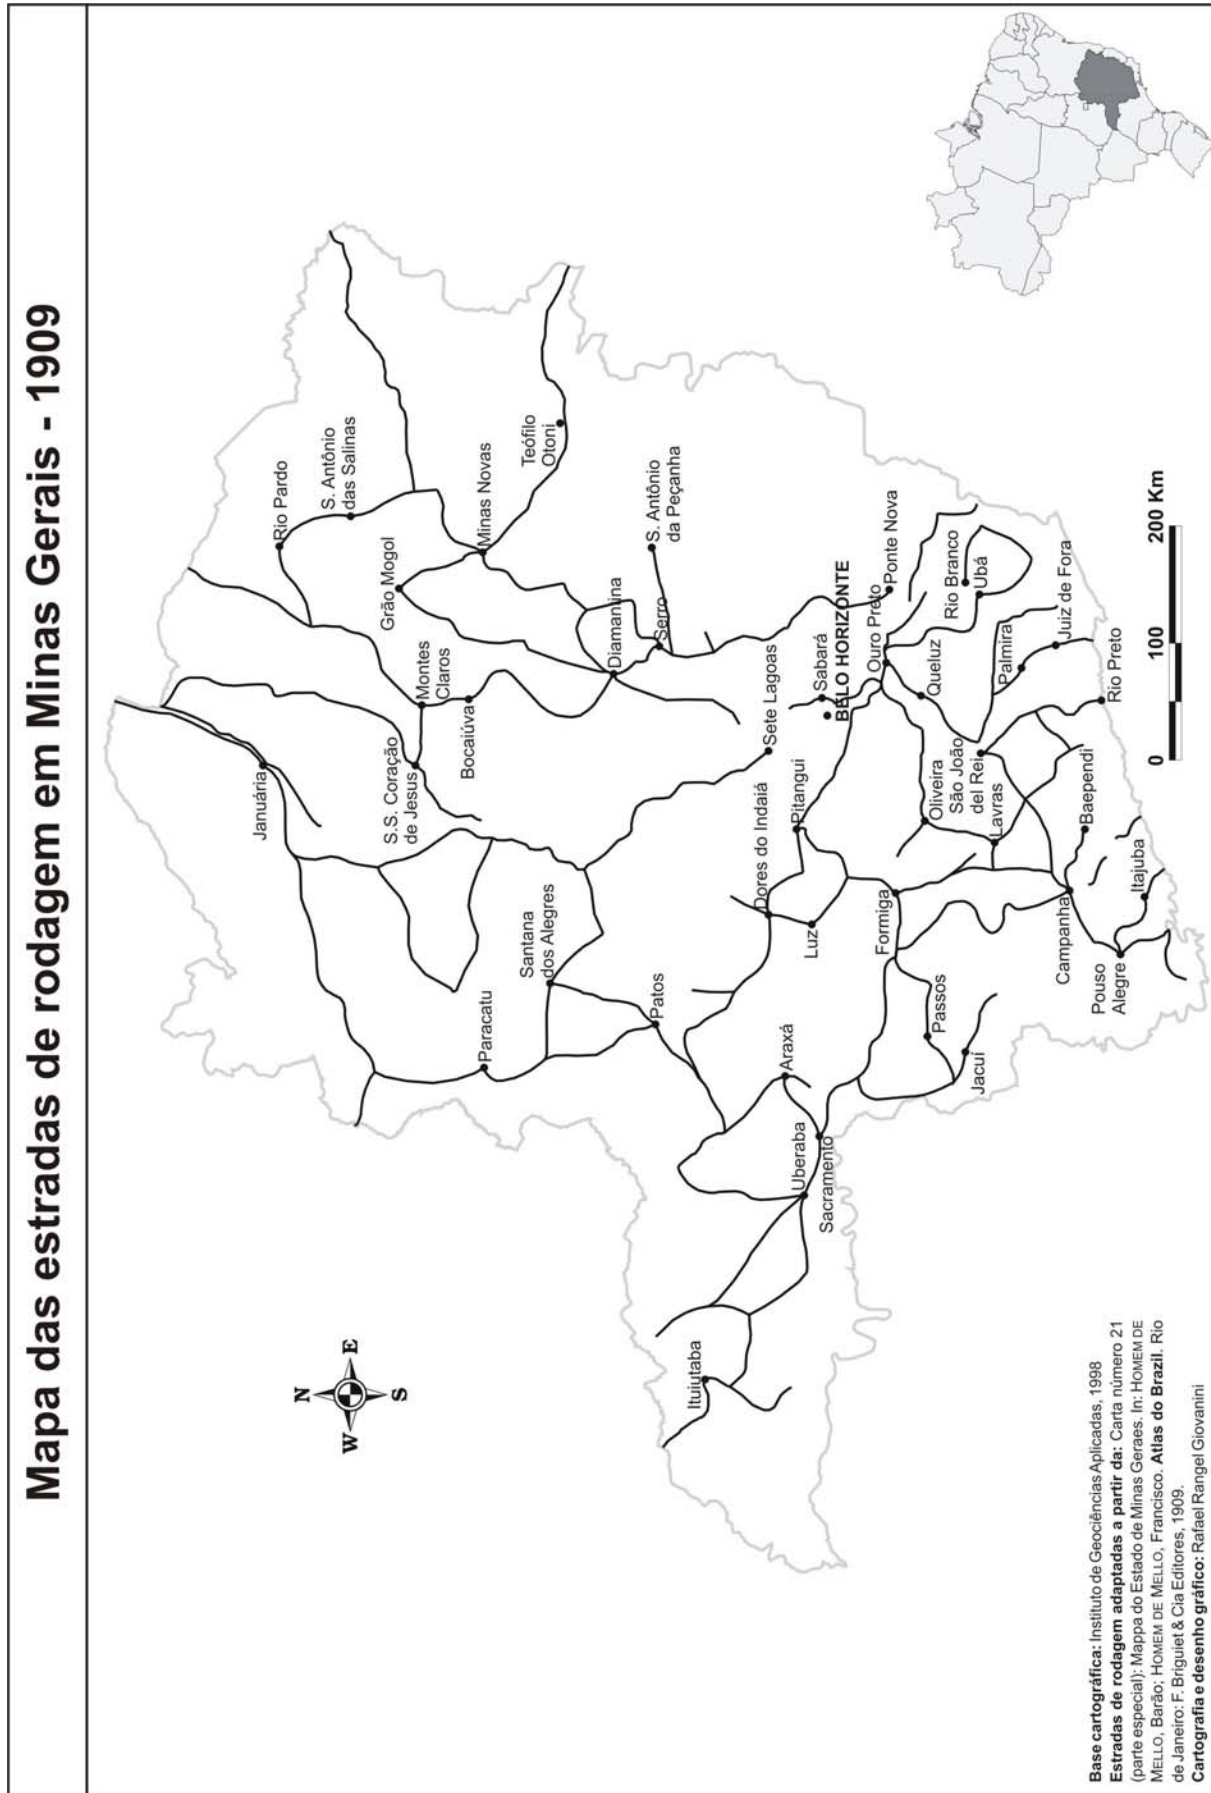 Mapa das estradas de rodagem em Minas Gerais - 1909
N
W
E
S
Januária
Rio Pardo
S. Antônio
das Salinas
Grão Mogol
Montes
Claros
S.S. Coração
de Jesus
Bocaiúva
Minas Novas
Paracatu
Santana
dos Alegres
Teófilo
Otoni
Diamantina
Patos
Serro
S. Antônio
da Peçanha
Ituiutaba
Sete Lagoas
Dores do Indaiá
Araxá
Pitangui
Luz
Uberaba
Sacramento
Sabará
BELO HORIZONTE
Ouro Preto
Ponte Nova
Formiga
Queluz
Oliveira
Passos
São João
del Rei
Rio Branco
Ubá
Jacuí
Lavras
Palmira
Juiz de Fora
Campanha
Baependi
Rio Preto
Pouso
Alegre
Itajuba
0
100
200 Km
Base cartográfica: Instituto de Geociências Aplicadas, 1998
Estradas de rodagem adaptadas a partir da: Carta número 21
(parte especial): Mappa do Estado de Minas Geraes. In: HOMEM DE
MELLO, Barão; HOMEM DE MELLO, Francisco. Atlas do Brazil. Rio
de Janeiro: F. Briguiet & Cia Editores, 1909.
Cartografia e desenho gráfico: Rafael Rangel Giovanini